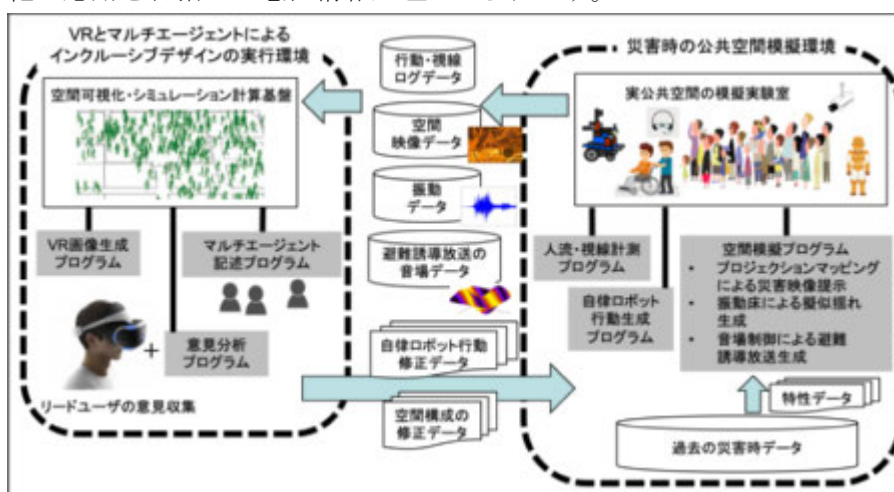 VRとマルチエージェントによる
インクルーシブデザインの実行環境
空間可視化・シミュレーション計算基盤
VR画像生成
プログラム
マルチエージェント
記述プログラム
+
意見分析
プログラム
リードユーザの意見収集
行動・視線
ログデータ
空間
映像データ
振動
データ
避難誘導放送の
音場データ
自律ロボット行動
修正データ
空間構成の
修正データ
災害時の公共空間模擬環境
実公共空間の模擬実験室
人流・視線計測
プログラム
自律ロボット
行動生成
プログラム
空間模擬プログラム
• プロジェクションマッピング
による災害映像提示
• 振動床による擬似揺れ
生成
• 音場制御による避難
誘導放送生成
特性データ
過去の災害時データ